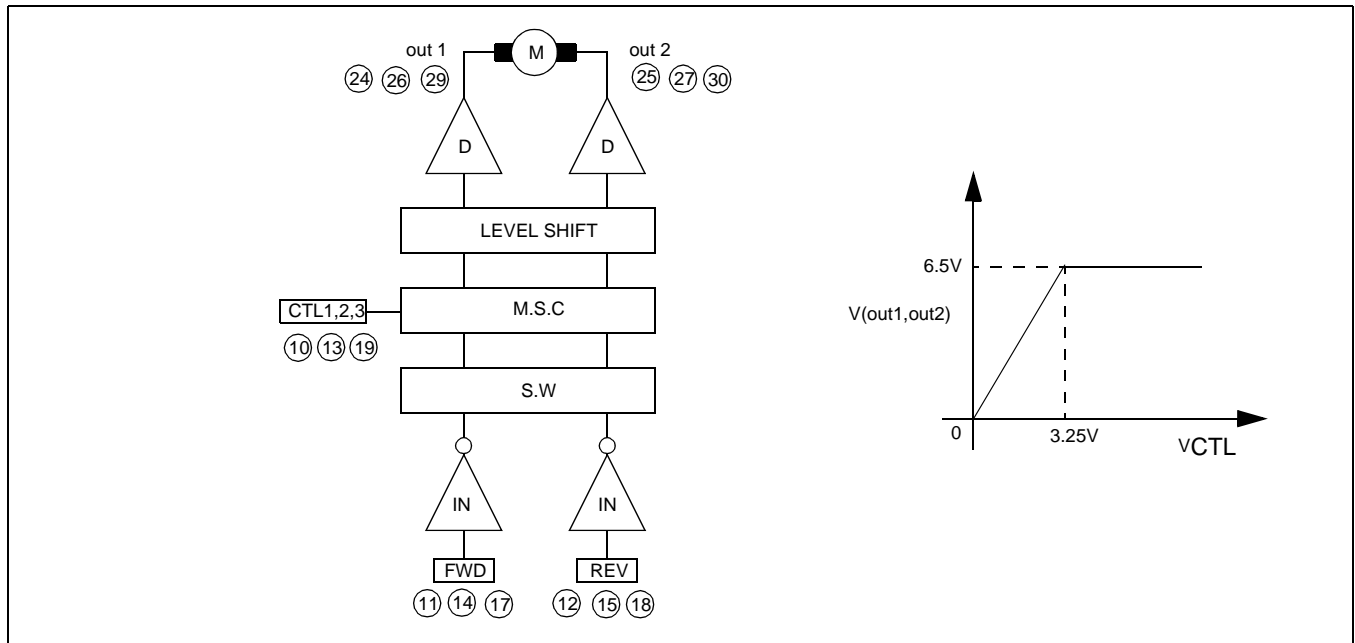 out 1
M
out 2
24 26 29
25 27 30
D
D
LEVEL SHIFT
CTL1,2,3
M.S.C
10 13 19
S.W
IN
IN
FWD
REV
11 14 17
12 15 18
6.5V
V(out1,out2)
0
3.25V
VCTL